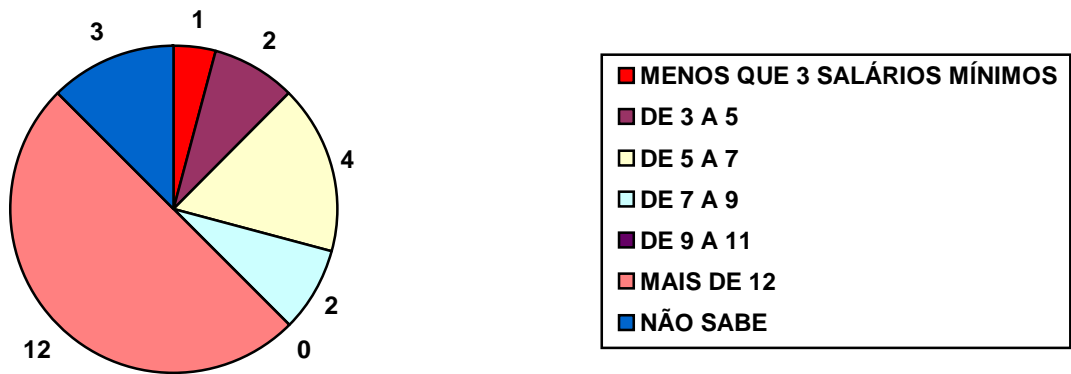 3
1
2
4
2
0
12
MENOS QUE 3 SALÁRIOS MÍNIMOS
DE 3 A 5
DE 5 A 7
DE 7 A 9
DE 9 A 11
MAIS DE 12
NÃO SABE